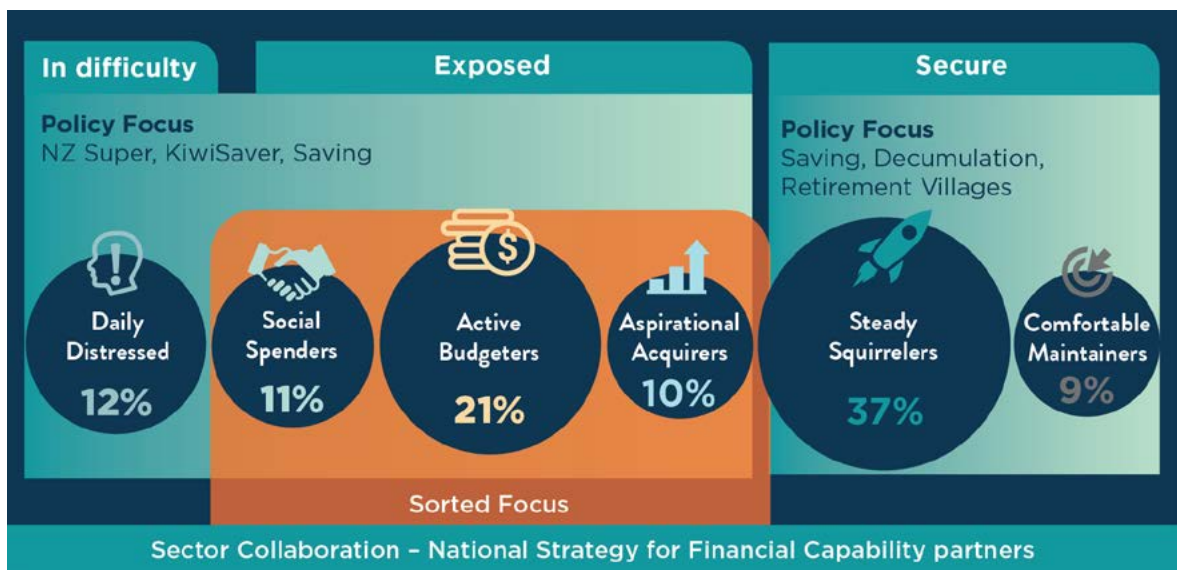 In difficulty
Exposed
Secure
Policy Focus
NZ Super, KiwiSaver, Saving
Policy Focus
Saving, Decumulation,
Retirement Villages
Daily
Distressed
12%
Social
Spenders
11%
$
Active
Budgeters
21%
Aspirational
Acquirers
10%
Steady
Squirrelers
37%
Comfortable
Maintainers
9%
Sorted Focus
Sector Collaboration – National Strategy for Financial Capability partners